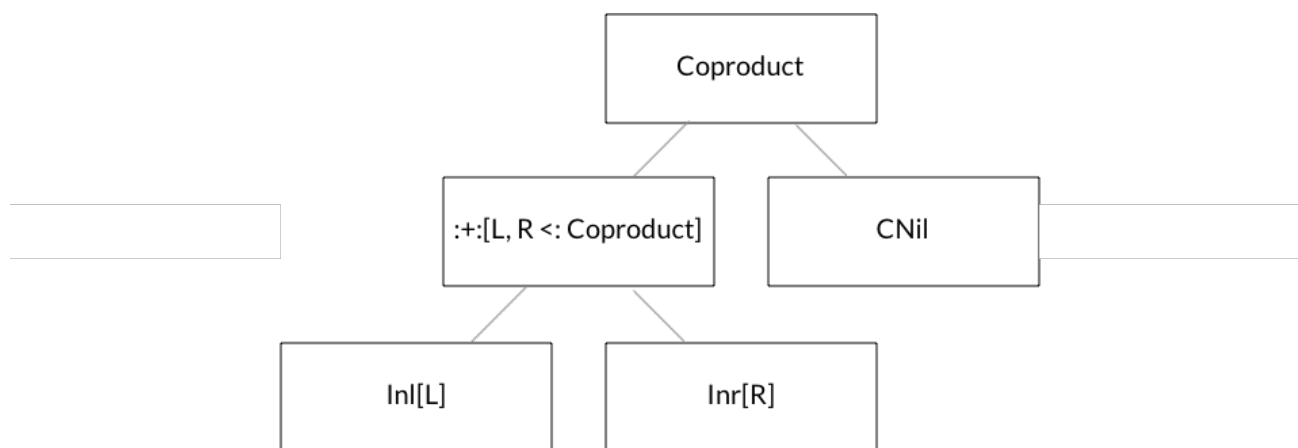 Coproduct
:+:[L, R <: Coproduct]
CNil
Inl[L]
Inr[R]